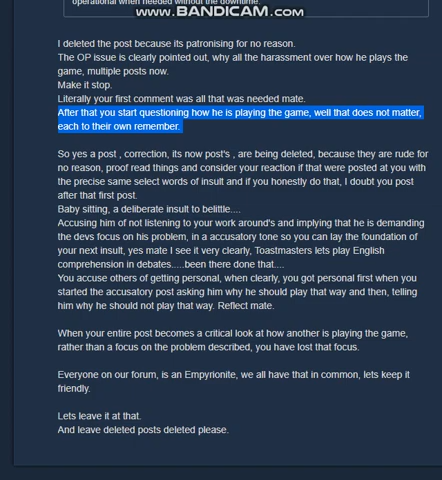 operational when needed without the downtime.
www.BANDICAM.com
I deleted the post because its patronising for no reason.
The OP issue is clearly pointed out, why all the harassment over how he plays the
game, multiple posts now.
Make it stop.
Literally your first comment was all that was needed mate.
After that you start questioning how he is playing the game, well that does not matter,
each to their own remember.
So yes a post , correction, its now post's , are being deleted, because they are rude for
no reason, proof read things and consider your reaction if that were posted at you with
the precise same select words of insult and if you honestly do that, I doubt you post
after that first post.
Baby sitting, a deliberate insult to belittle....
Accusing him of not listening to your work around's and implying that he is demanding
the devs focus on his problem, in a accusatory tone so you can lay the foundation of
your next insult, yes mate I see it very clearly, Toastmasters lets play English
comprehension in debates.....been there done that....
You accuse others of getting personal, when clearly, you got personal first when you
started the accusatory post asking him why he should play that way and then, telling
him why he should not play that way. Reflect mate.
When your entire post becomes a critical look at how another is playing the game,
rather than a focus on the problem described, you have lost that focus.
Everyone on our forum, is an Empyrionite, we all have that in common, lets keep it
friendly.
Lets leave it at that.
And leave deleted posts deleted please.